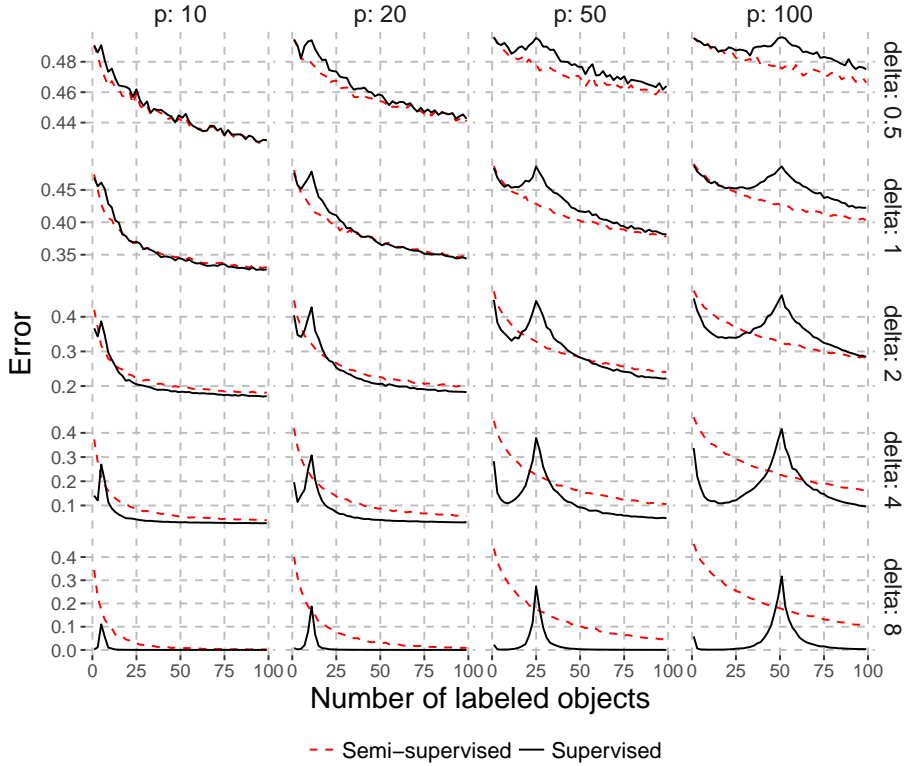 p: 10 p: 20 p: 50 p: 100
0.48
0.46
0.44
delta: 0.5
0.45
0.40
0.35
delta: 1
0.4
0.3
0.2
delta: 2
0.4
0.3
0.2
0.1
delta: 4
0.4
0.3
0.2
0.1
0.0
delta: 8
Error
0 25 50 75 100 0 25 50 75 100 0 25 50 75 100 0 25 50 75 100
Number of labeled objects
Semi-supervised Supervised